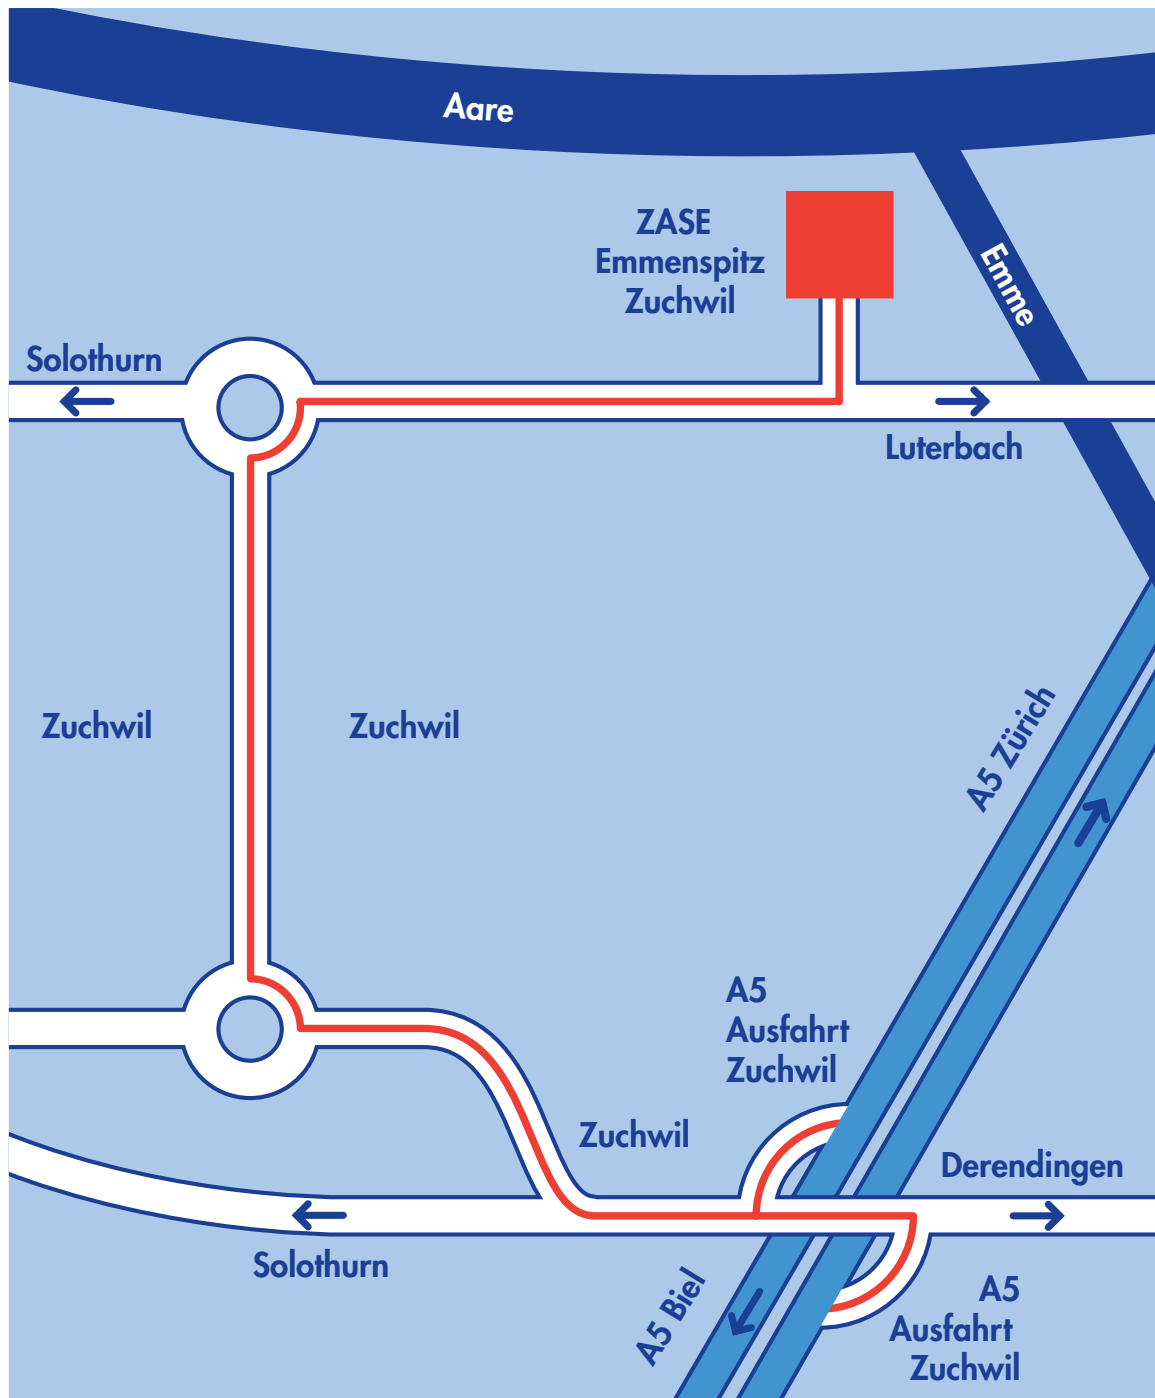 Aare
ZASE
Emmenspitz
Zuchwil
Emme
Solothurn
Luterbach
Zuchwil
Zuchwil
A5 Zürich
A5
Ausfahrt
Zuchwil
Zuchwil
Derendingen
Solothurn
A5 Biel
A5
Ausfahrt
Zuchwil